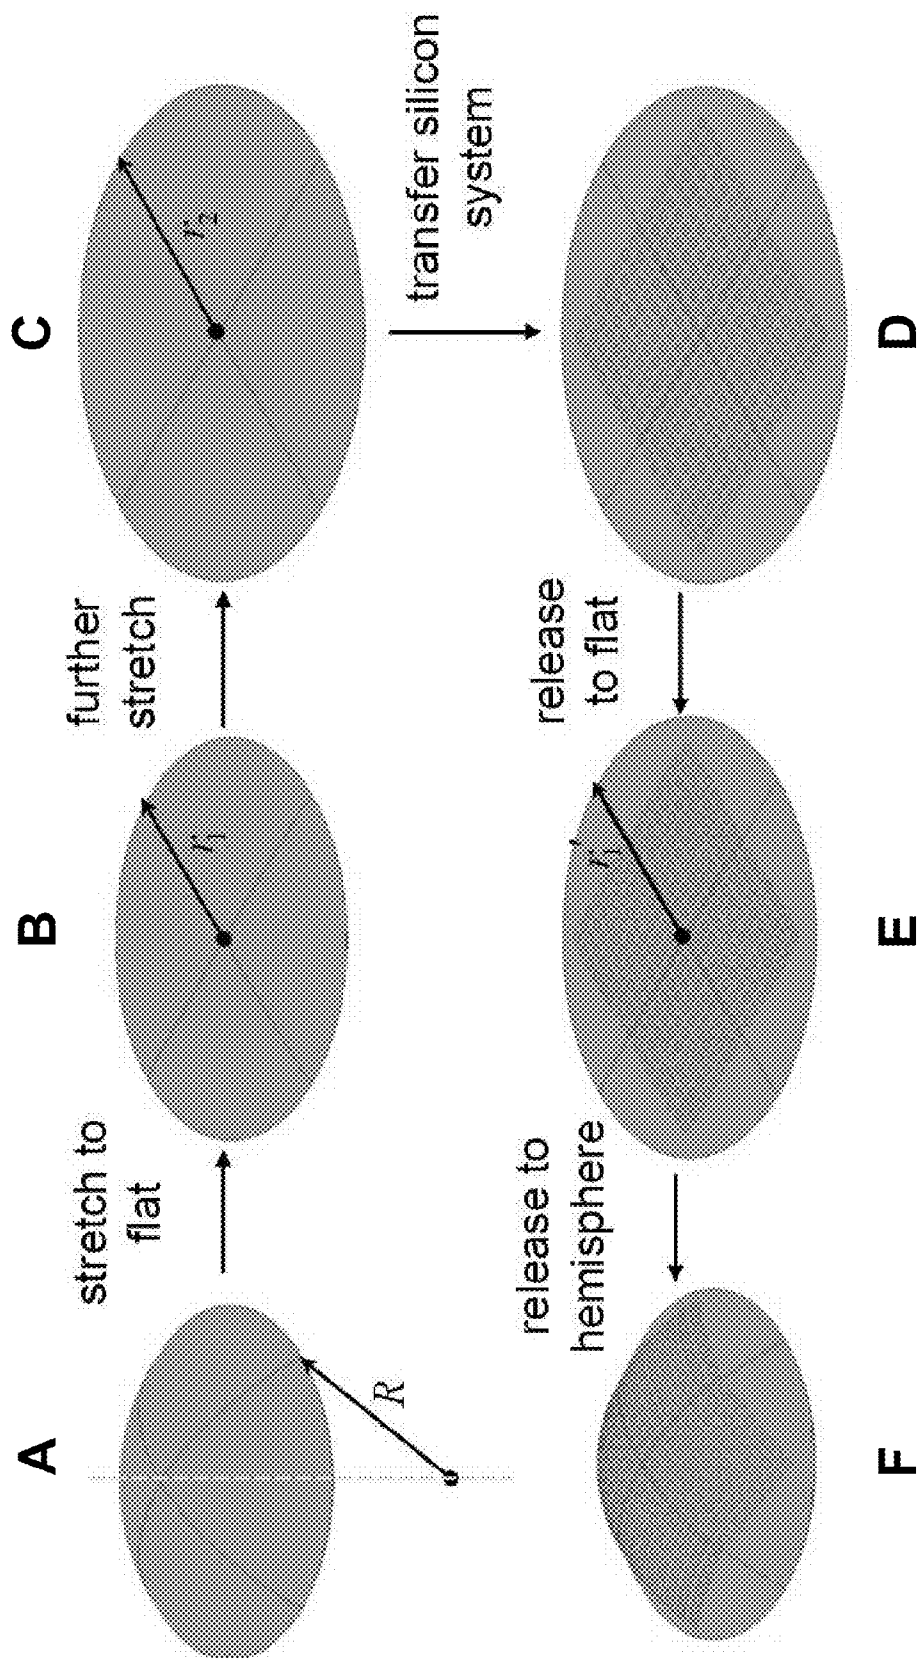 A
B
C
R
r1
r2
stretch to
flat
further
stretch
transfer silicon
system
release to
hemisphere
release
to flat
r1'
F
E
D